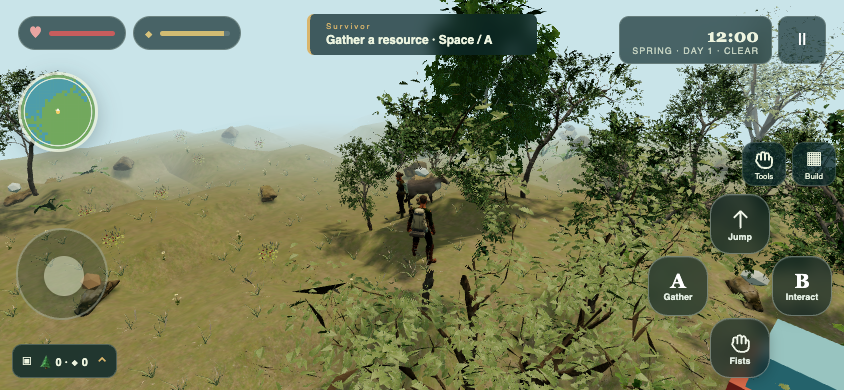 Survivor
Gather a resource · Space / A
12:00
SPRING · DAY 1 · CLEAR
Tools
Build
Jump
A
Gather
B
Interact
Fists
0 · ◆ 0